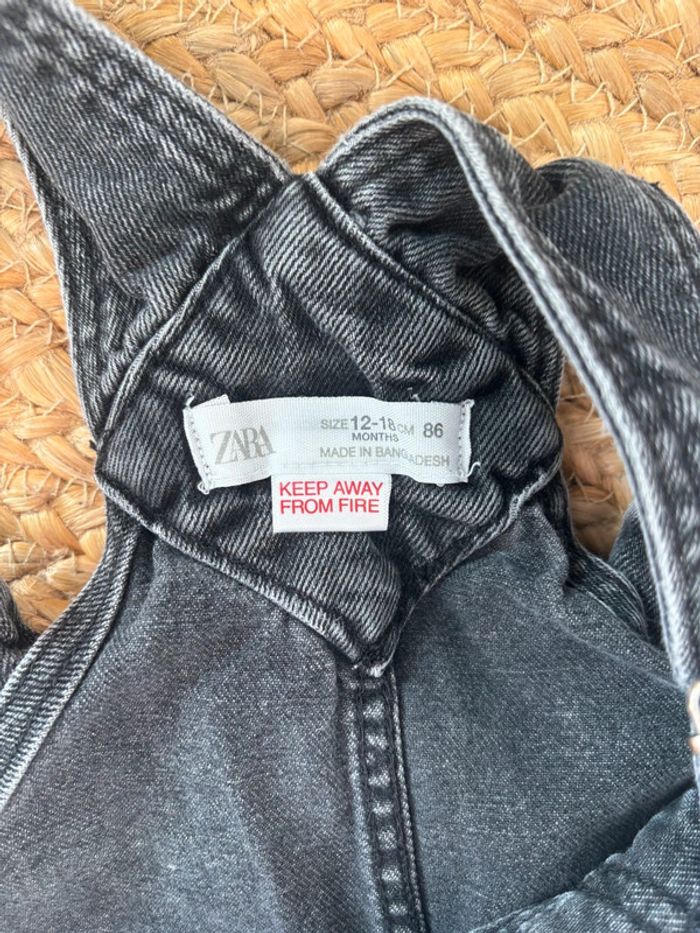 ZARA
SIZE 12-18 CM 86
MONTHS
MADE IN BANGLADESH
KEEP AWAY
FROM FIRE